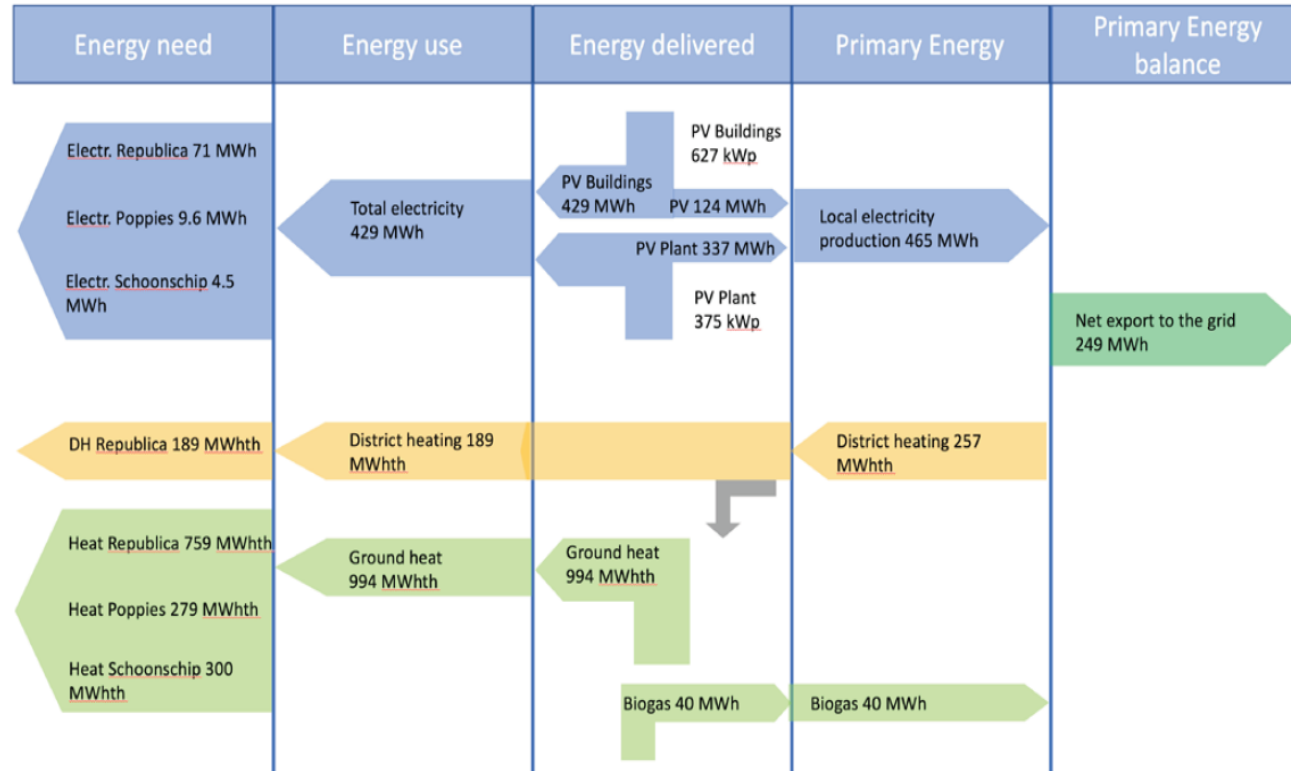 Energy need
Energy use
Energy delivered
Primary Energy
Primary Energy
balance
Electr. Republica 71 MWh
Electr. Poppies 9.6 MWh
Electr. Schoonschip 4.5
MWh
Total electricity
429 MWh
PV Buildings
627 kWp
PV Buildings
429 MWh
PV 124 MWh
PV Plant 337 MWh
PV Plant
375 kWp
Local electricity
production 465 MWh
Net export to the grid
249 MWh
DH Republica 189 MWhth
District heating 189
MWhth
District heating 257
MWhth
Heat Republica 759 MWhth
Heat Poppies 279 MWhth
Heat Schoonschip 300
MWhth
Ground heat
994 MWhth
Ground heat
994 MWhth
Biogas 40 MWh
Biogas 40 MWh